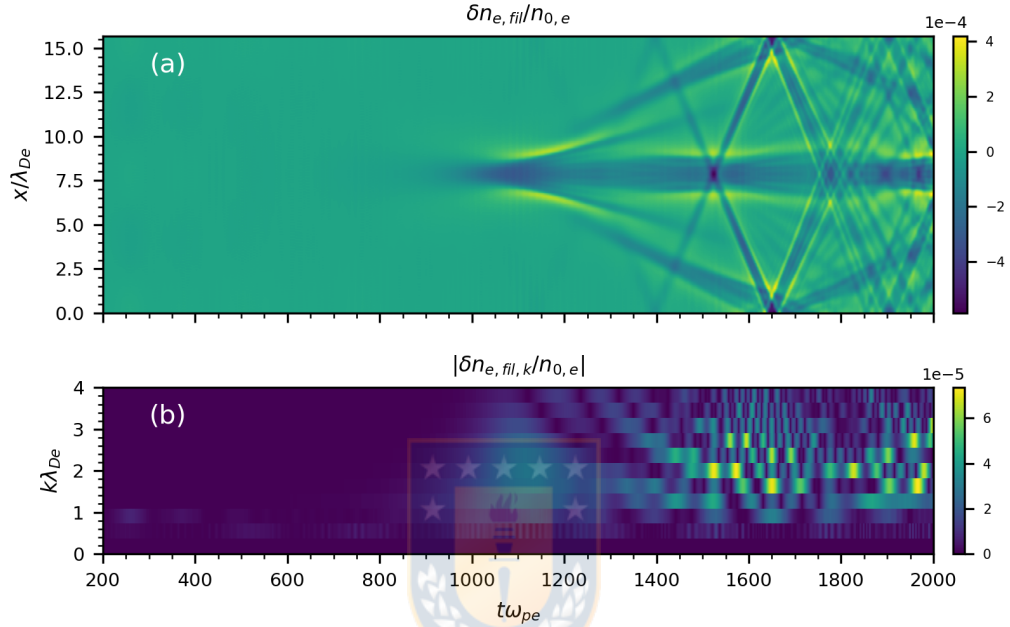 δn_{e,fil}/n_{0,e}
1e−4
(a)
15.0
12.5
10.0
7.5
5.0
2.5
0.0
x/λ_{De}
4
2
0
−2
−4
|δn_{e,fil,k}/n_{0,e}|
1e−5
(b)
4
3
2
1
0
kλ_{De}
6
4
2
0
200 400 600 800 1000 1200 1400 1600 1800 2000
tω_{pe}